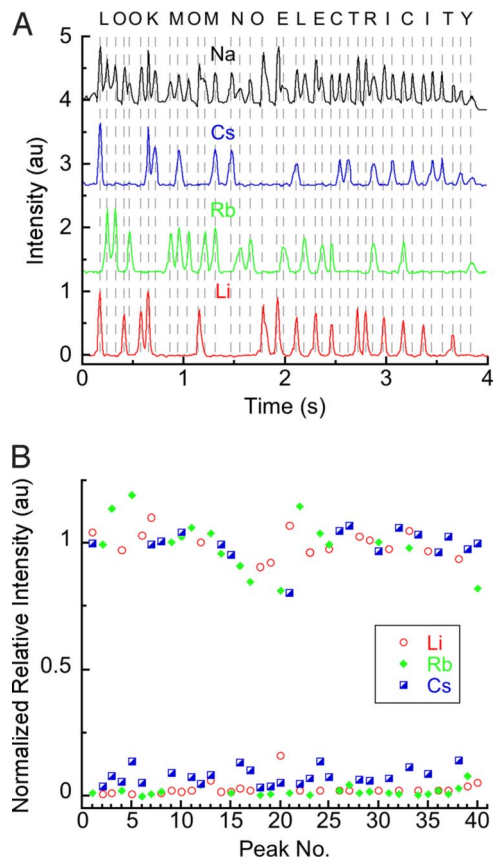 A
L O O K M O M N O E L E C T R I C I T Y
5
Na
4
Cs
3
Intensity (au)
2
Rb
1
Li
0
0 1 2 3 4
Time (s)
B
Normalized Relative Intensity (au)
1
0.5
Li
Rb
Cs
0
0 5 10 15 20 25 30 35 40
Peak No.